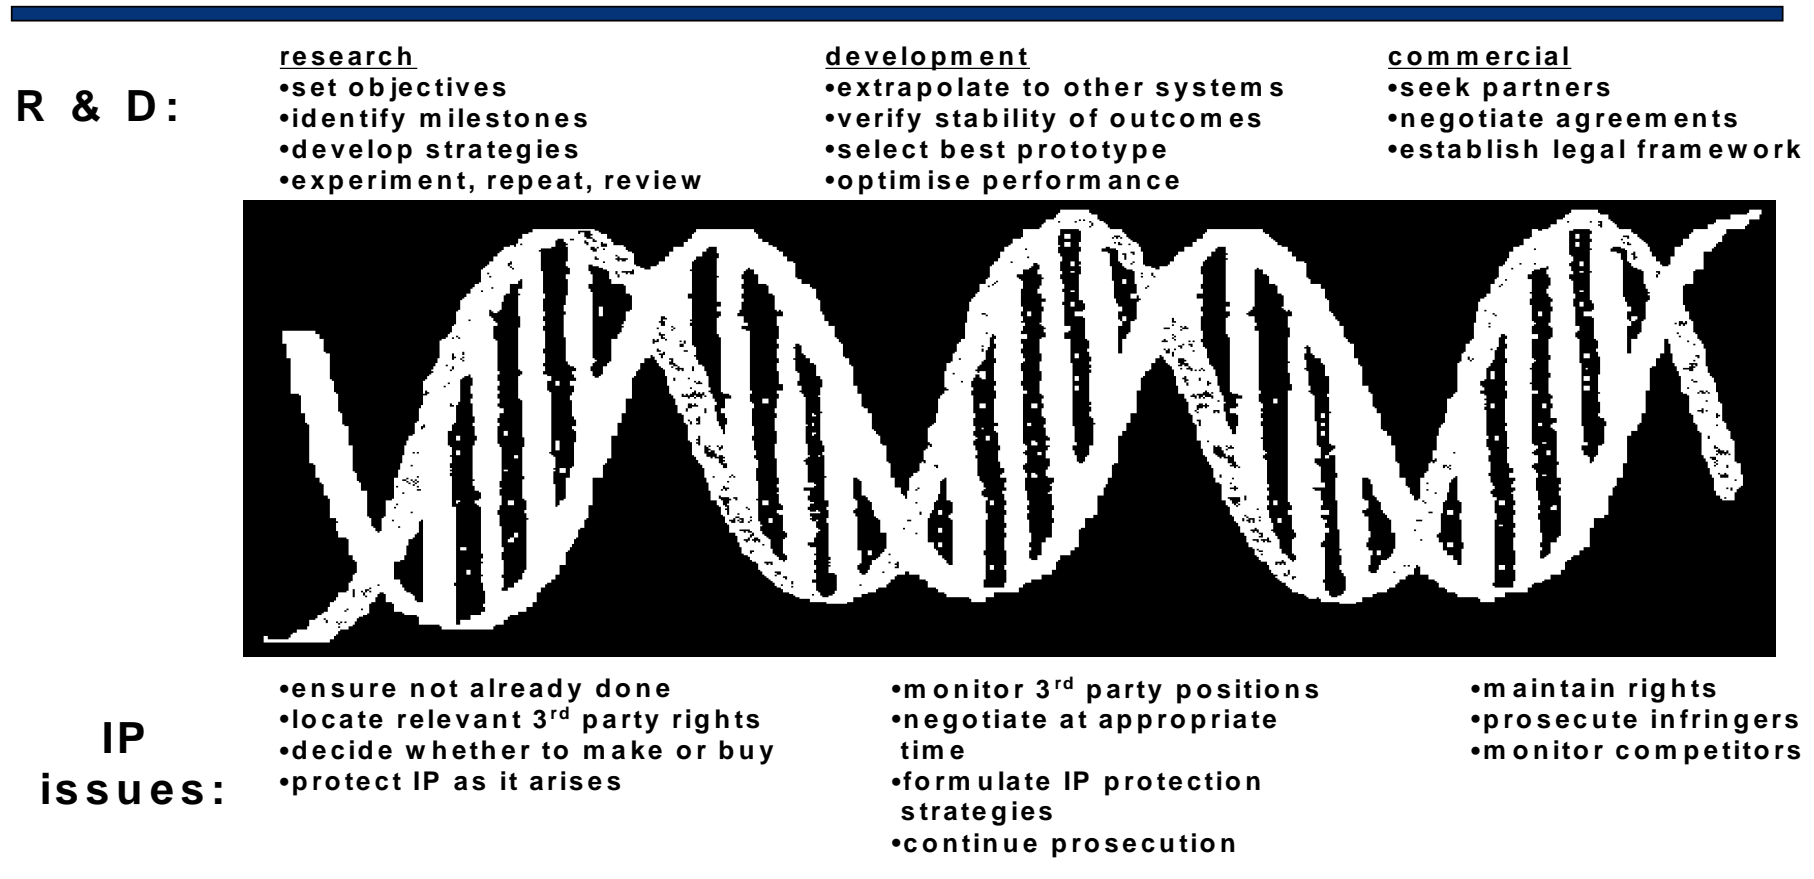 R & D:
research
•set objectives
•identify milestones
•develop strategies
•experiment, repeat, review
development
•extrapolate to other systems
•verify stability of outcomes
•select best prototype
•optimise performance
commercial
•seek partners
•negotiate agreements
•establish legal framework
IP
issues:
•ensure not already done
•locate relevant 3rd party rights
•decide whether to make or buy
•protect IP as it arises
•monitor 3rd party positions
•negotiate at appropriate
time
•formulate IP protection
strategies
•continue prosecution
•maintain rights
•prosecute infringers
•monitor competitors